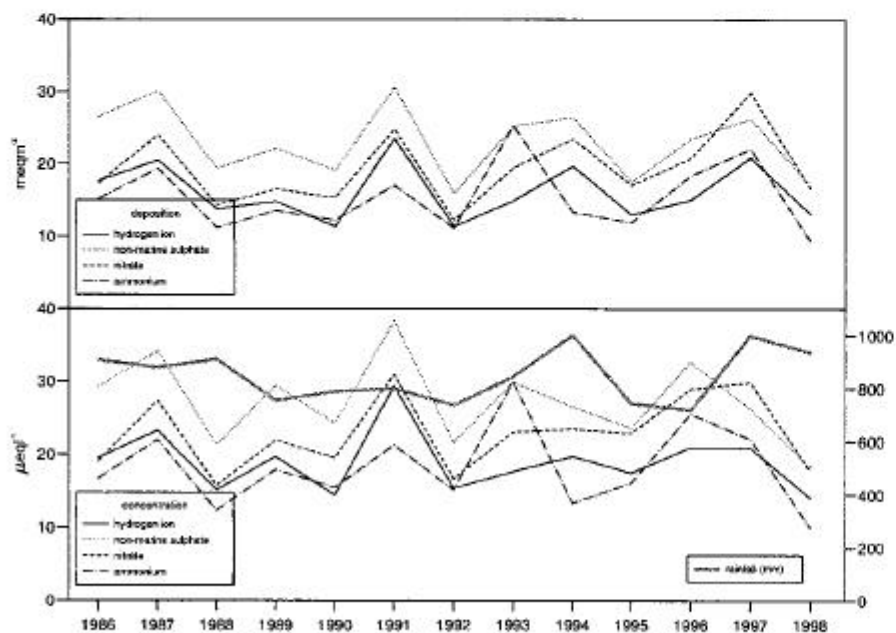 40
30
20
10
meqm⁻²
deposition
hydrogen ion
non-marine sulphate
nitrate
ammonium
40
30
20
10
0
µeql⁻¹
1000
800
600
400
200
0
concentration
hydrogen ion
non-marine sulphate
nitrate
ammonium
rainfall (mm)
1986 1987 1988 1989 1990 1991 1992 1993 1994 1995 1996 1997 1998